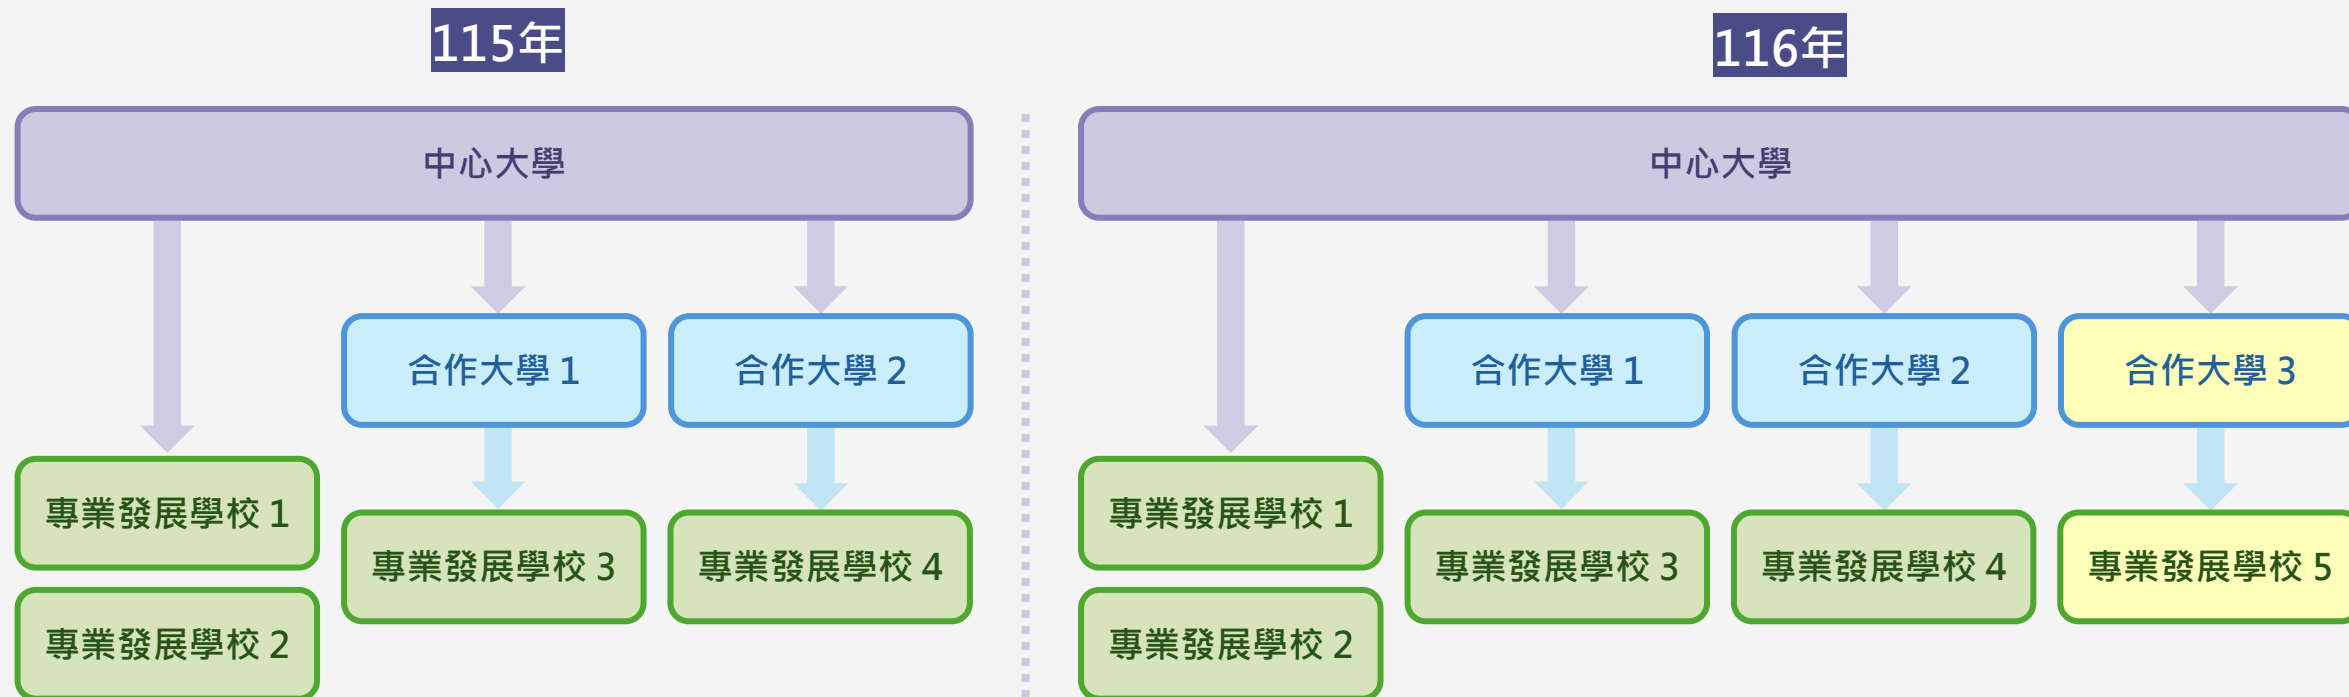 115年
中心大學
合作大學 1
合作大學 2
專業發展學校 1
專業發展學校 3
專業發展學校 4
專業發展學校 2
116年
中心大學
合作大學 1
合作大學 2
合作大學 3
專業發展學校 1
專業發展學校 3
專業發展學校 4
專業發展學校 5
專業發展學校 2